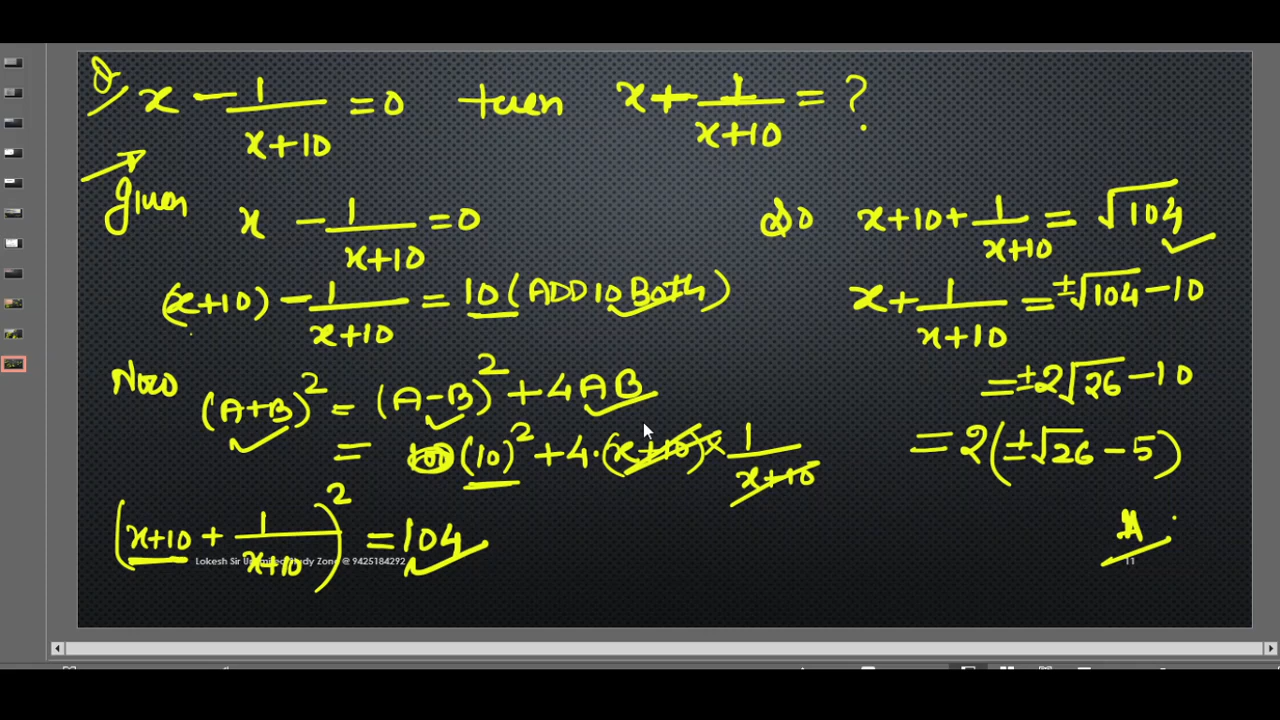 Q/ x - 1/(x+10) = 0 then x + 1/(x+10) = ?
Given x - 1/(x+10) = 0
(x+10) - 1/(x+10) = 10 (ADD 10 Both)
Now (A+B)² = (A-B)² + 4AB
= (10)² + 4·(x+10) × 1/(x+10)
(x+10 + 1/(x+10))² = 104
So x+10 + 1/(x+10) = √104
x + 1/(x+10) = ±√104 - 10
= ±2√26 - 10
= 2(±√26 - 5)
11